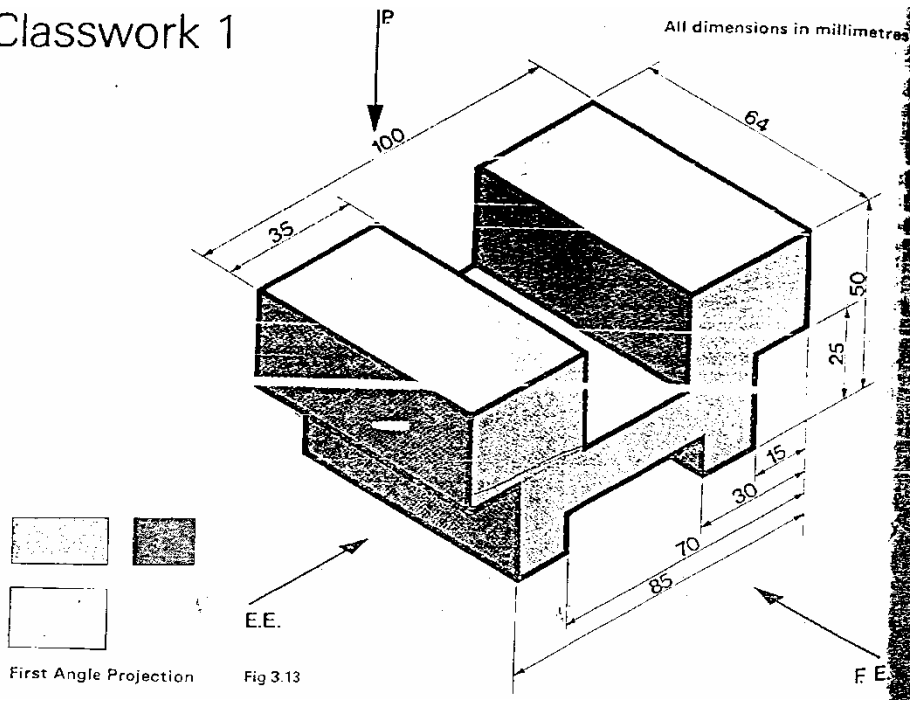 Classwork 1
P.
All dimensions in millimetres
100
64
35
50
25
15
30
70
85
E.E.
F.E.
First Angle Projection
Fig 3.13